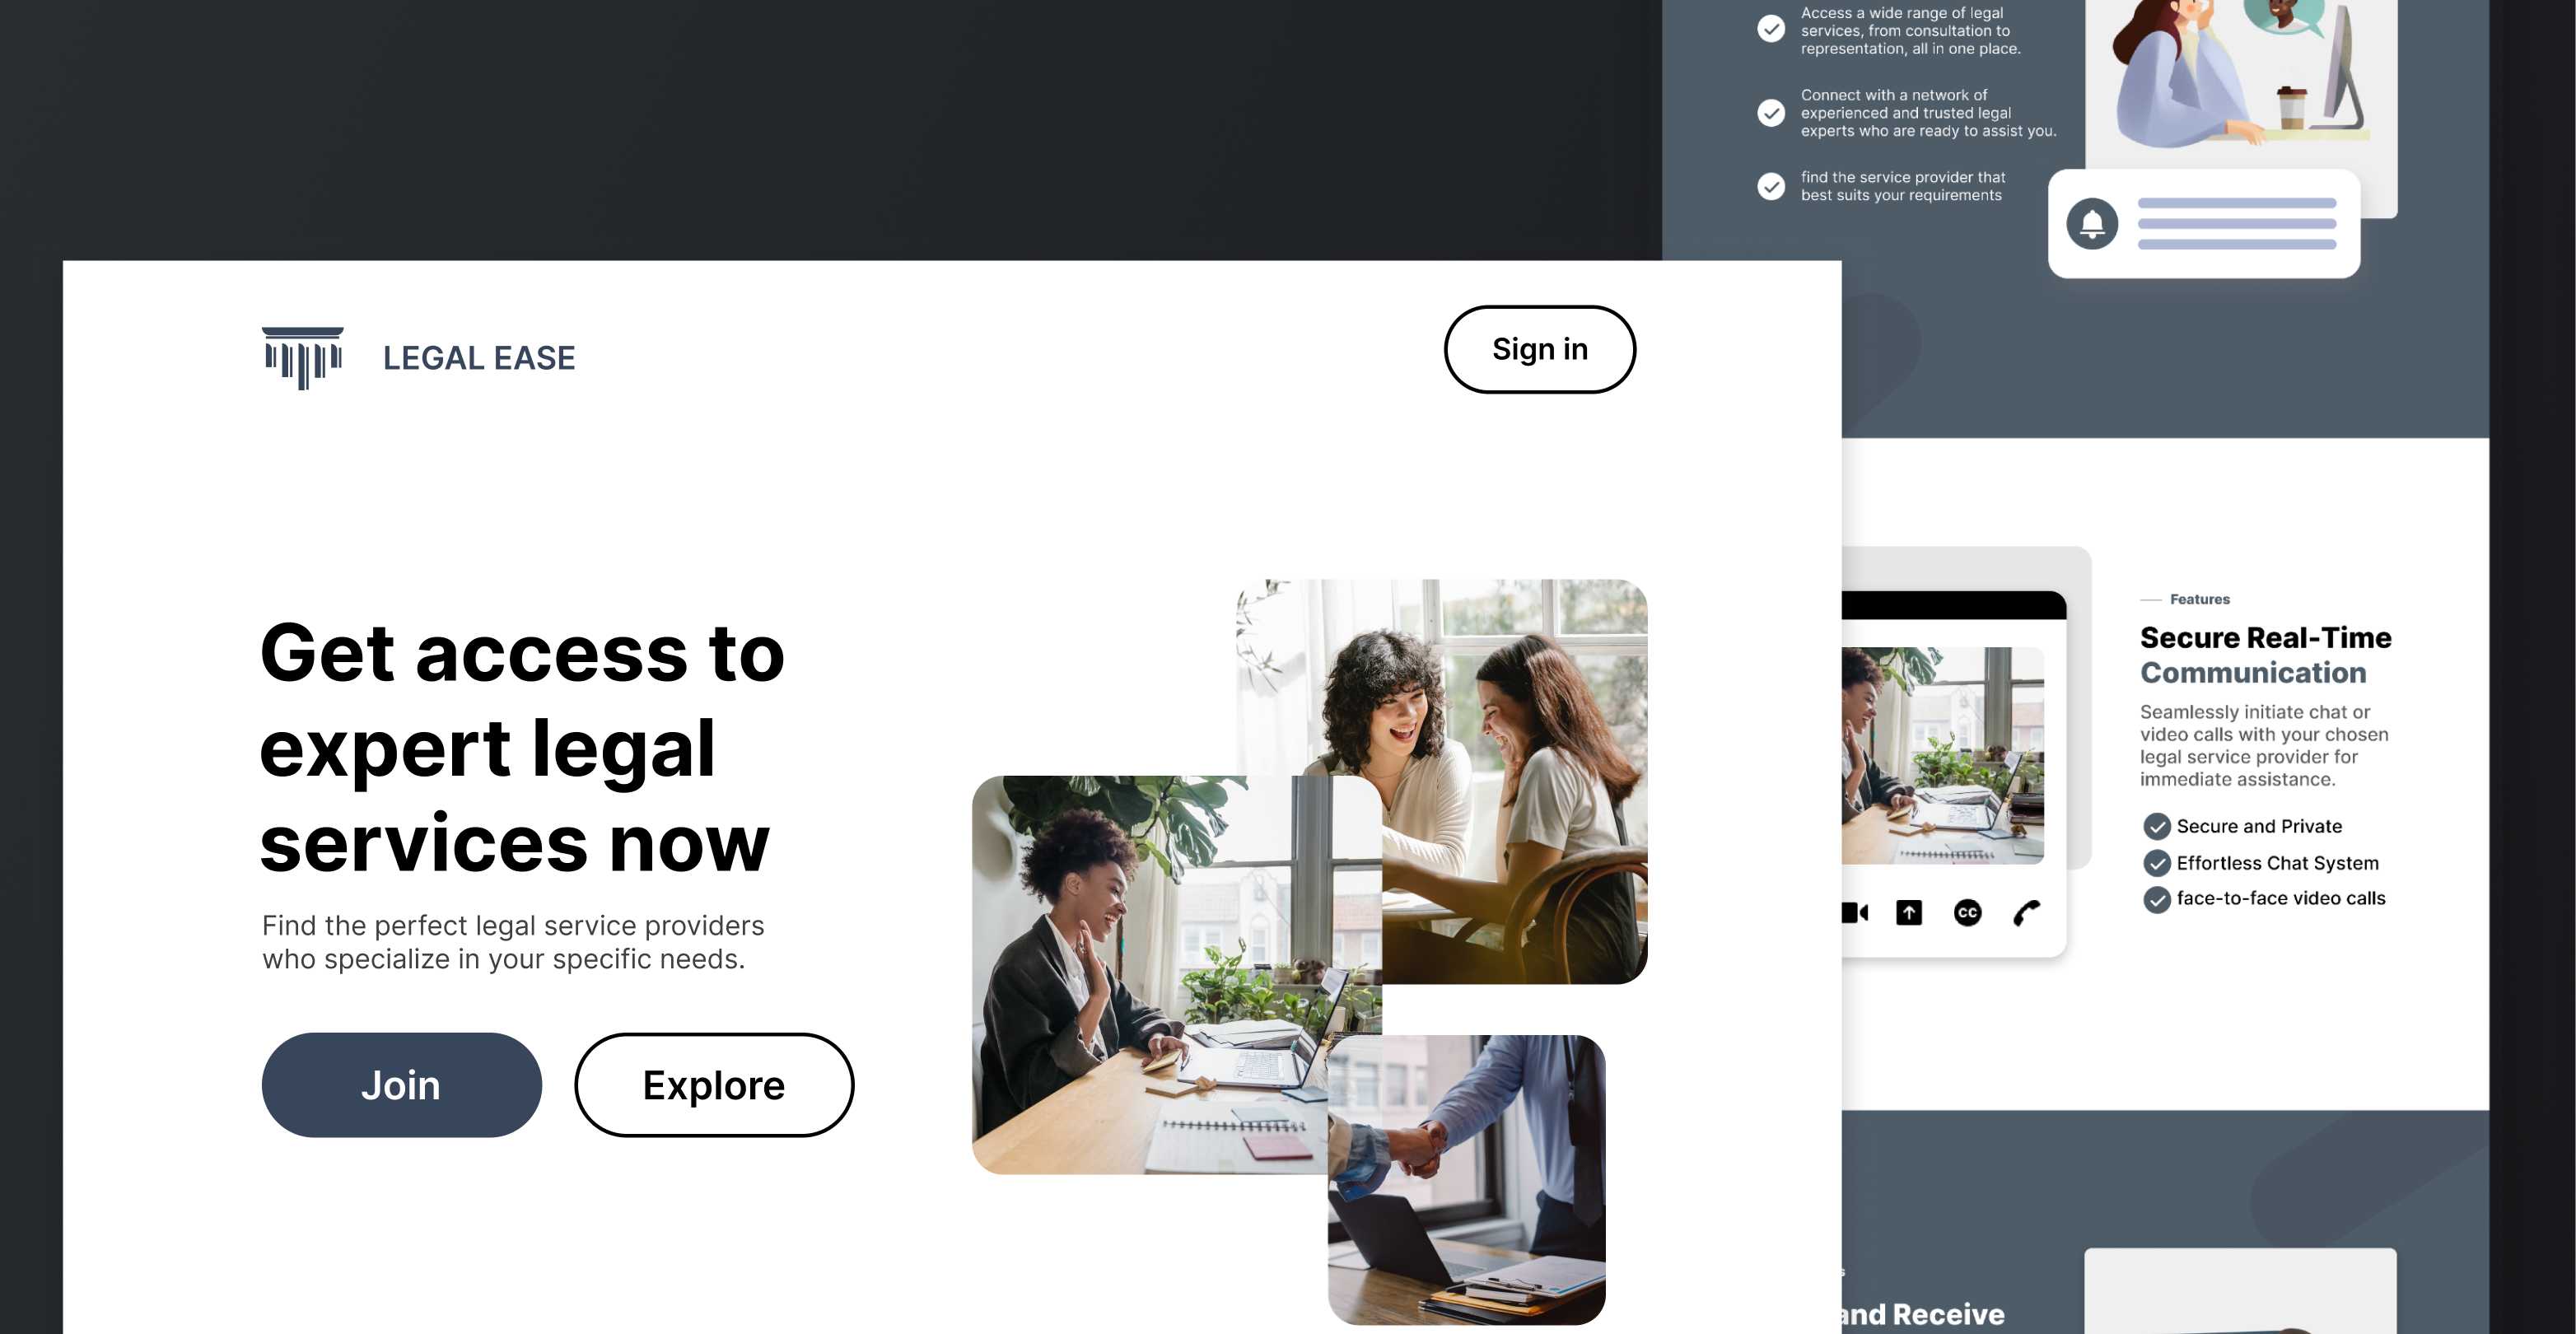 LEGAL EASE
Sign in
Get access to
expert legal
services now
Find the perfect legal service providers
who specialize in your specific needs.
Join
Explore
Access a wide range of legal
services, from consultation to
representation, all in one place.
Connect with a network of
experienced and trusted legal
experts who are ready to assist you.
find the service provider that
best suits your requirements
CC
Features
Secure Real-Time
Communication
Seamlessly initiate chat or
video calls with your chosen
legal service provider for
immediate assistance.
Secure and Private
Effortless Chat System
face-to-face video calls
and Receive